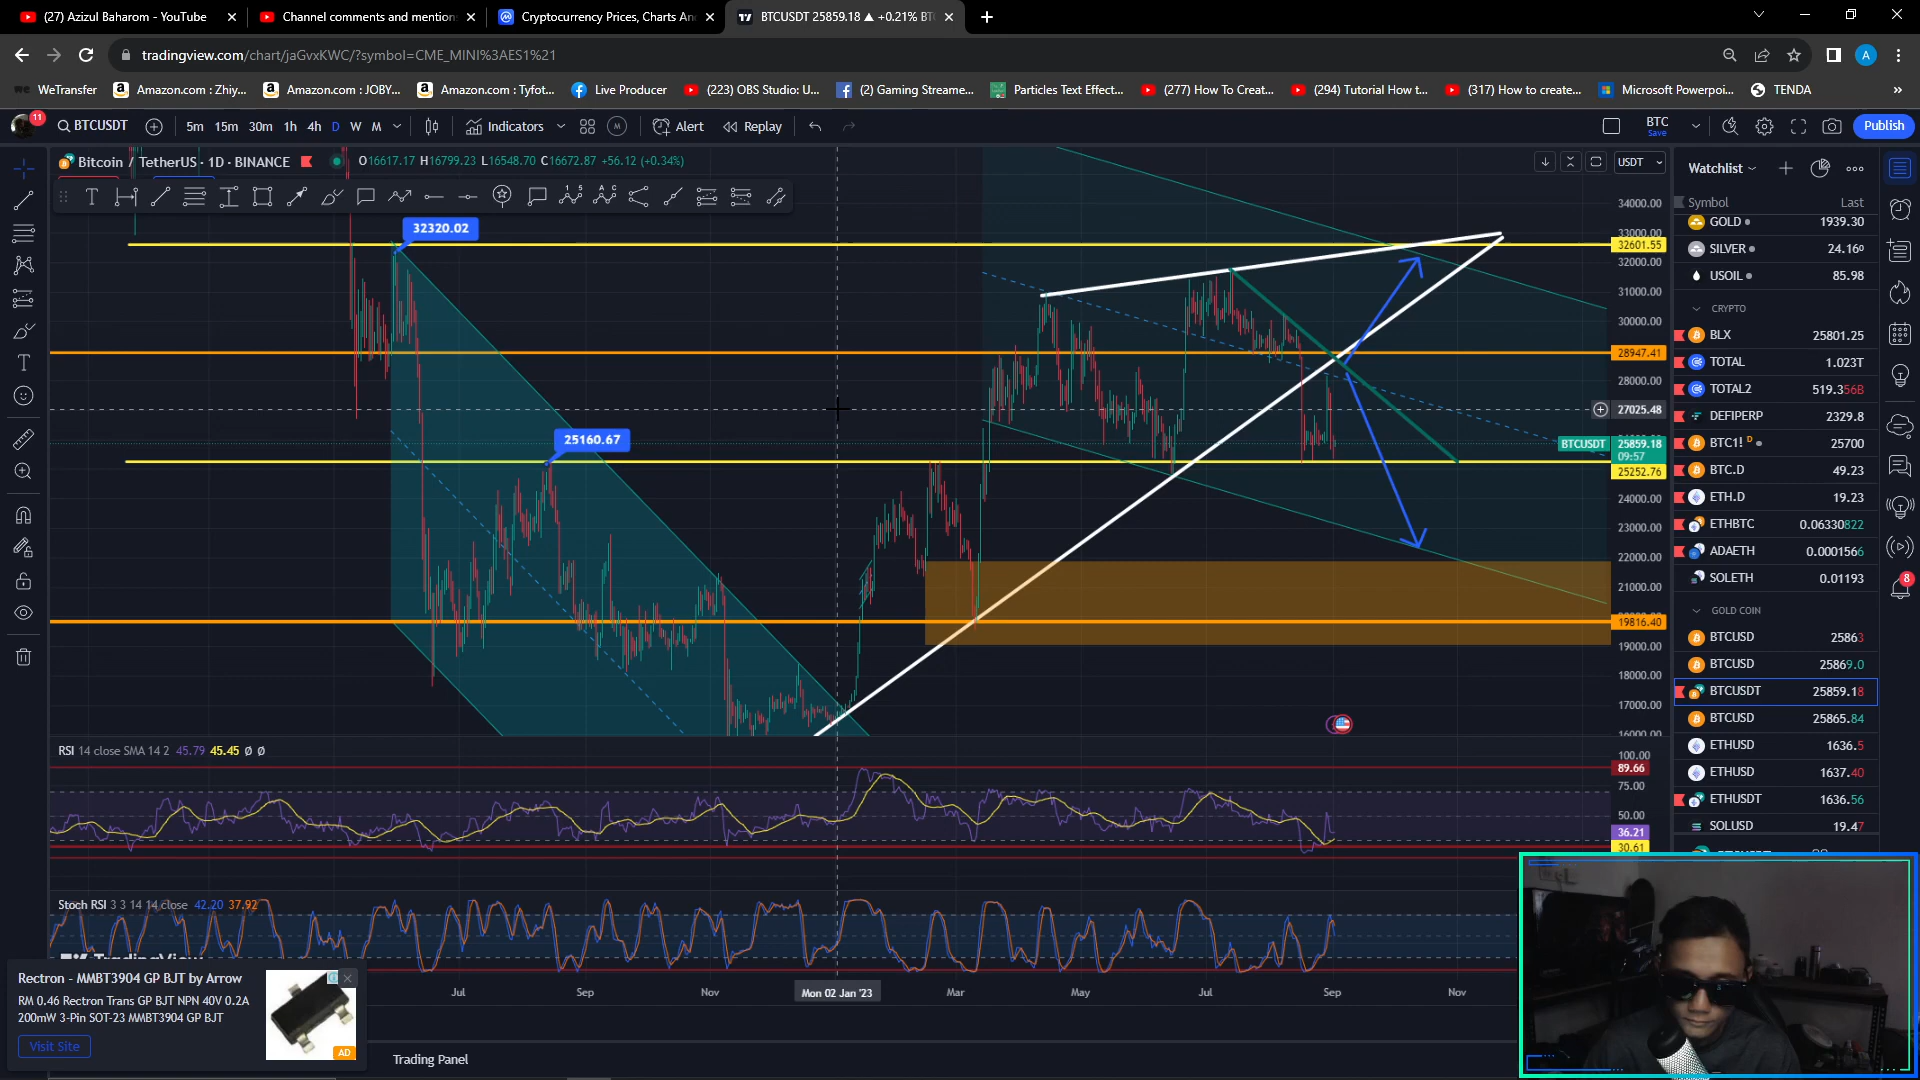 (27) Azizul Baharom - YouTube
Channel comments and mention
Cryptocurrency Prices, Charts An
BTCUSDT 25859.18 ▲ +0.21% BT
tradingview.com/chart/jaGvxKWC/?symbol=CME_MINI%3AES1%21
A
WeTransfer
Amazon.com : Zhiy...
Amazon.com : JOBY...
Amazon.com : Tyfot...
Live Producer
(223) OBS Studio: U...
(2) Gaming Streame...
Particles Text Effect...
(277) How To Creat...
(294) Tutorial How t...
(317) How to create...
Microsoft Powerpoi...
TENDA
11
BTCUSDT
5m 15m 30m 1h 4h D W M
Indicators
Alert
Replay
BTC
Save
Publish
Bitcoin / TetherUS · 1D · BINANCE
O16617.17 H16799.23 L16548.70 C16672.87 +56.12 (+0.34%)
USDT
32320.02
25160.67
34000.00
33000.00
32601.55
32000.00
31000.00
30000.00
28947.41
28000.00
27025.48
BTCUSDT 25859.18
09:57
25252.76
24000.00
23000.00
22000.00
21000.00
19816.40
19000.00
18000.00
17000.00
16000.00
RSI 14 close SMA 14 2 45.79 45.45 Ø Ø
100.00
89.66
75.00
50.00
36.21
30.61
Stoch RSI 3 3 14 14 close 42.20 37.92
TradingView
Jul
Sep
Nov
Mon 02 Jan '23
Mar
May
Jul
Sep
Nov
Trading Panel
Rectron - MMBT3904 GP BJT by Arrow
RM 0.46 Rectron Trans GP BJT NPN 40V 0.2A
200mW 3-Pin SOT-23 MMBT3904 GP BJT
Visit Site
AD
Watchlist
Symbol Last
GOLD 1939.30
SILVER 24.160
USOIL 85.98
CRYPTO
BLX 25801.25
TOTAL 1.023T
TOTAL2 519.356B
DEFIPERP 2329.8
BTC1! D 25700
BTC.D 49.23
ETH.D 19.23
ETHBTC 0.06330822
ADAETH 0.0001566
SOLETH 0.01193
GOLD COIN
BTCUSD 25863
BTCUSD 25869.0
BTCUSDT 25859.18
BTCUSD 25865.84
ETHUSD 1636.5
ETHUSD 1637.40
ETHUSDT 1636.56
SOLUSD 19.47
8